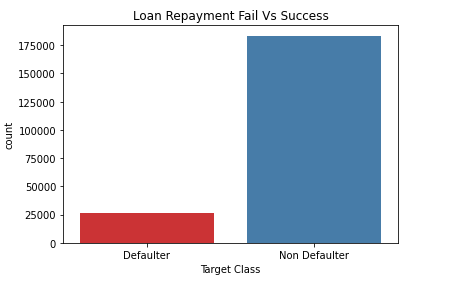 Loan Repayment Fail Vs Success
175000
150000
125000
100000
75000
50000
25000
0
count
Defaulter Non Defaulter
Target Class